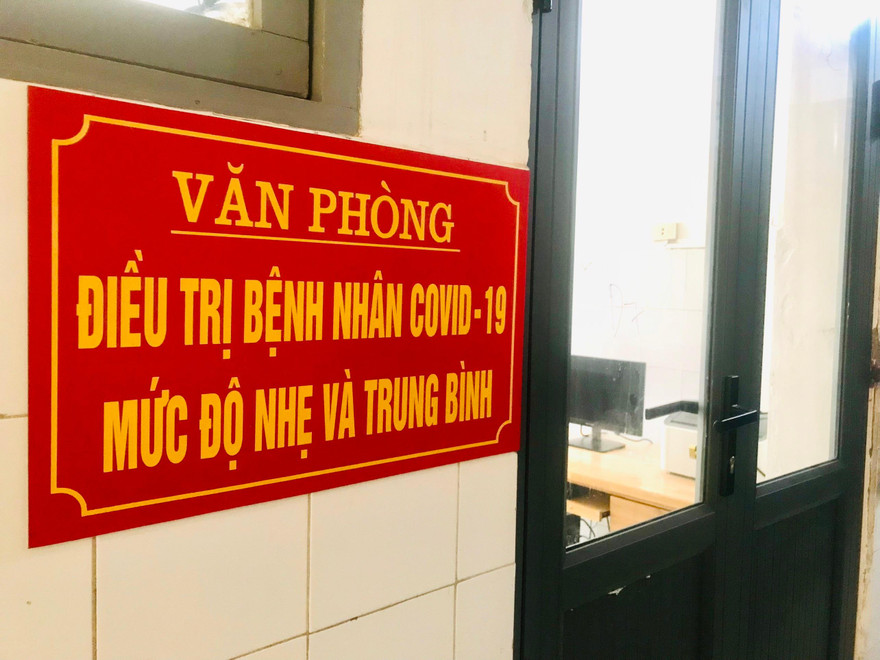 VĂN PHÒNG
ĐIỀU TRỊ BỆNH NHÂN COVID-19
MỨC ĐỘ NHẸ VÀ TRUNG BÌNH